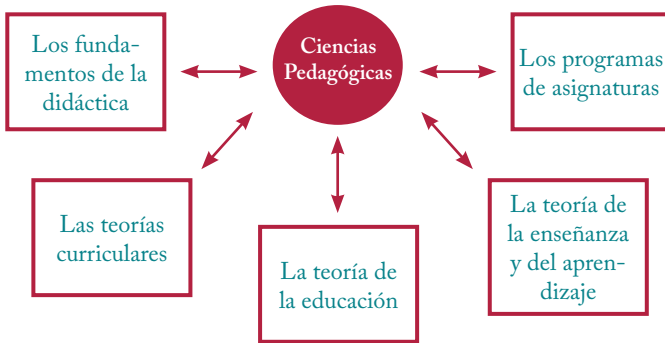 Los funda-
mentos de la
didáctica
Ciencias
Pedagógicas
Los programas
de asignaturas
Las teorías
curriculares
La teoría de
la educación
La teoría de
la enseñanza
y del apren-
dizaje